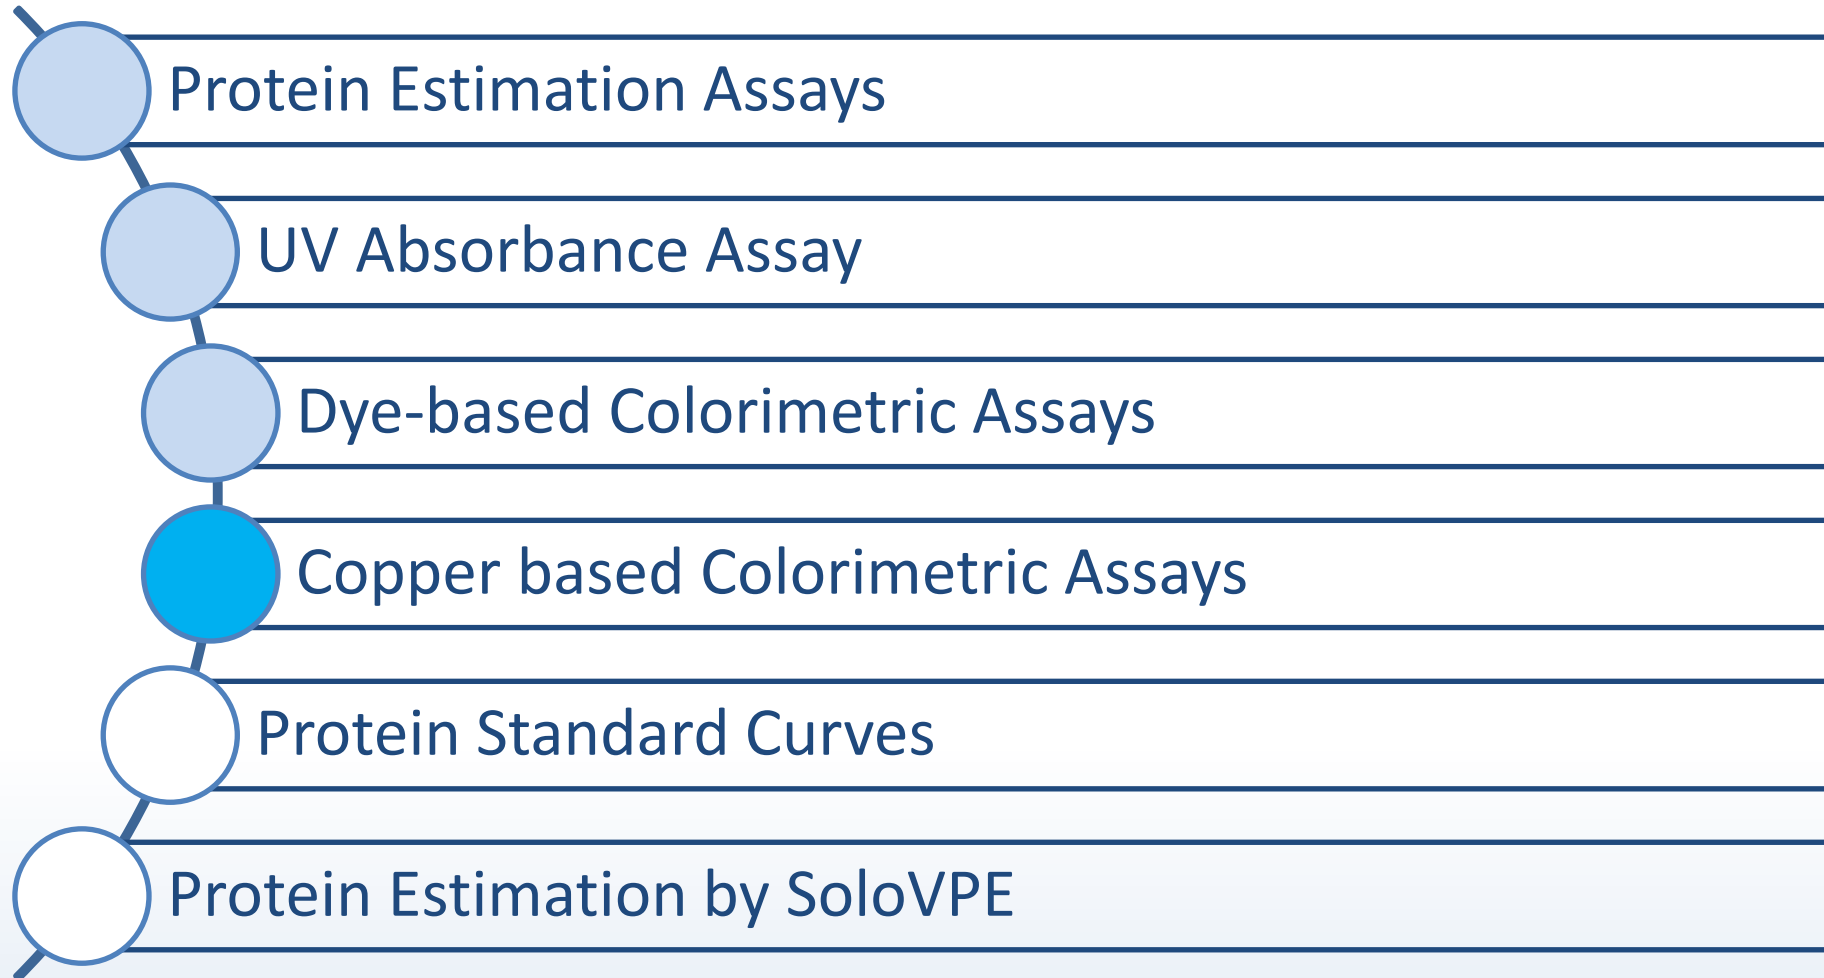 Protein Estimation Assays
UV Absorbance Assay
Dye-based Colorimetric Assays
Copper based Colorimetric Assays
Protein Standard Curves
Protein Estimation by SoloVPE